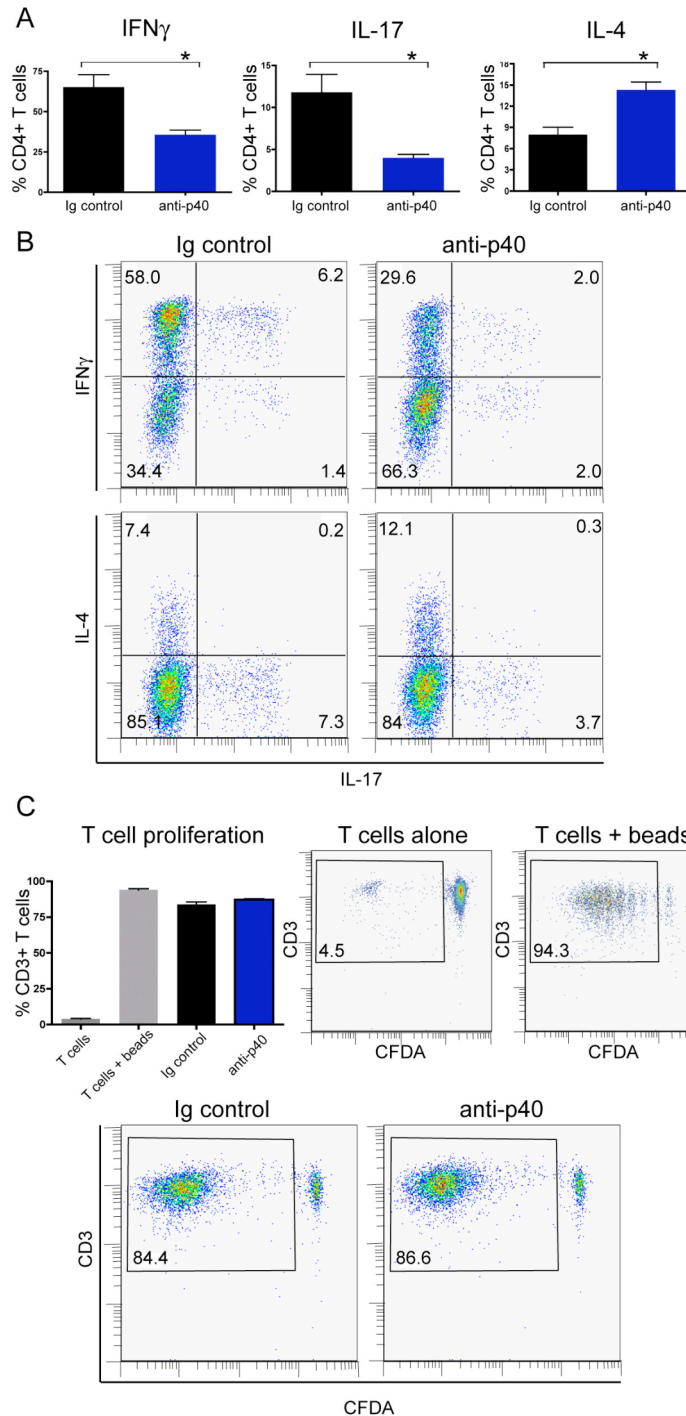 A
IFNγ
IL-17
IL-4
*
*
*
% CD4+ T cells
75
50
25
0
Ig control
anti-p40
% CD4+ T cells
15
10
5
0
Ig control
anti-p40
% CD4+ T cells
15
12
9
6
3
0
Ig control
anti-p40
B
Ig control
anti-p40
58.0
6.2
29.6
2.0
IFNγ
34.4
1.4
66.3
2.0
7.4
0.2
12.1
0.3
IL-4
85.1
7.3
84
3.7
IL-17
C
T cell proliferation
T cells alone
T cells + beads
% CD3+ T cells
100
75
50
25
0
T cells
T cells + beads
Ig control
anti-p40
CD3
4.5
CFDA
CD3
94.3
CFDA
Ig control
anti-p40
CD3
84.4
86.6
CFDA